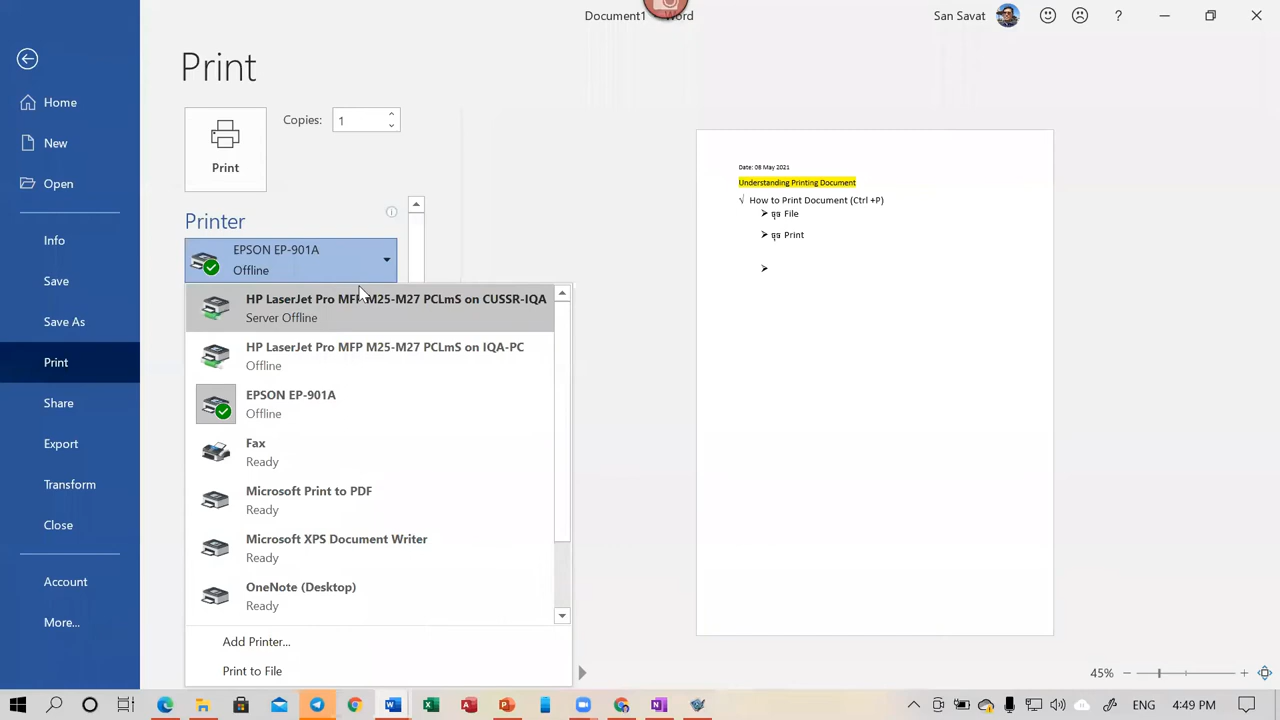 Document1
Word
San Savat
Print
Home
New
Open
Info
Save
Save As
Print
Share
Export
Transform
Close
Account
More...
Print
Copies: 1
Printer
EPSON EP-901A
Offline
HP LaserJet Pro MFP M25-M27 PCLmS on CUSSR-IQA
Server Offline
HP LaserJet Pro MFP M25-M27 PCLmS on IQA-PC
Offline
EPSON EP-901A
Offline
Fax
Ready
Microsoft Print to PDF
Ready
Microsoft XPS Document Writer
Ready
OneNote (Desktop)
Ready
Add Printer...
Print to File
Date: 08 May 2021
Understanding Printing Document
√ How to Print Document (Ctrl +P)
➢ ចុច File
➢ ចុច Print
➢
45%
ENG
4:49 PM